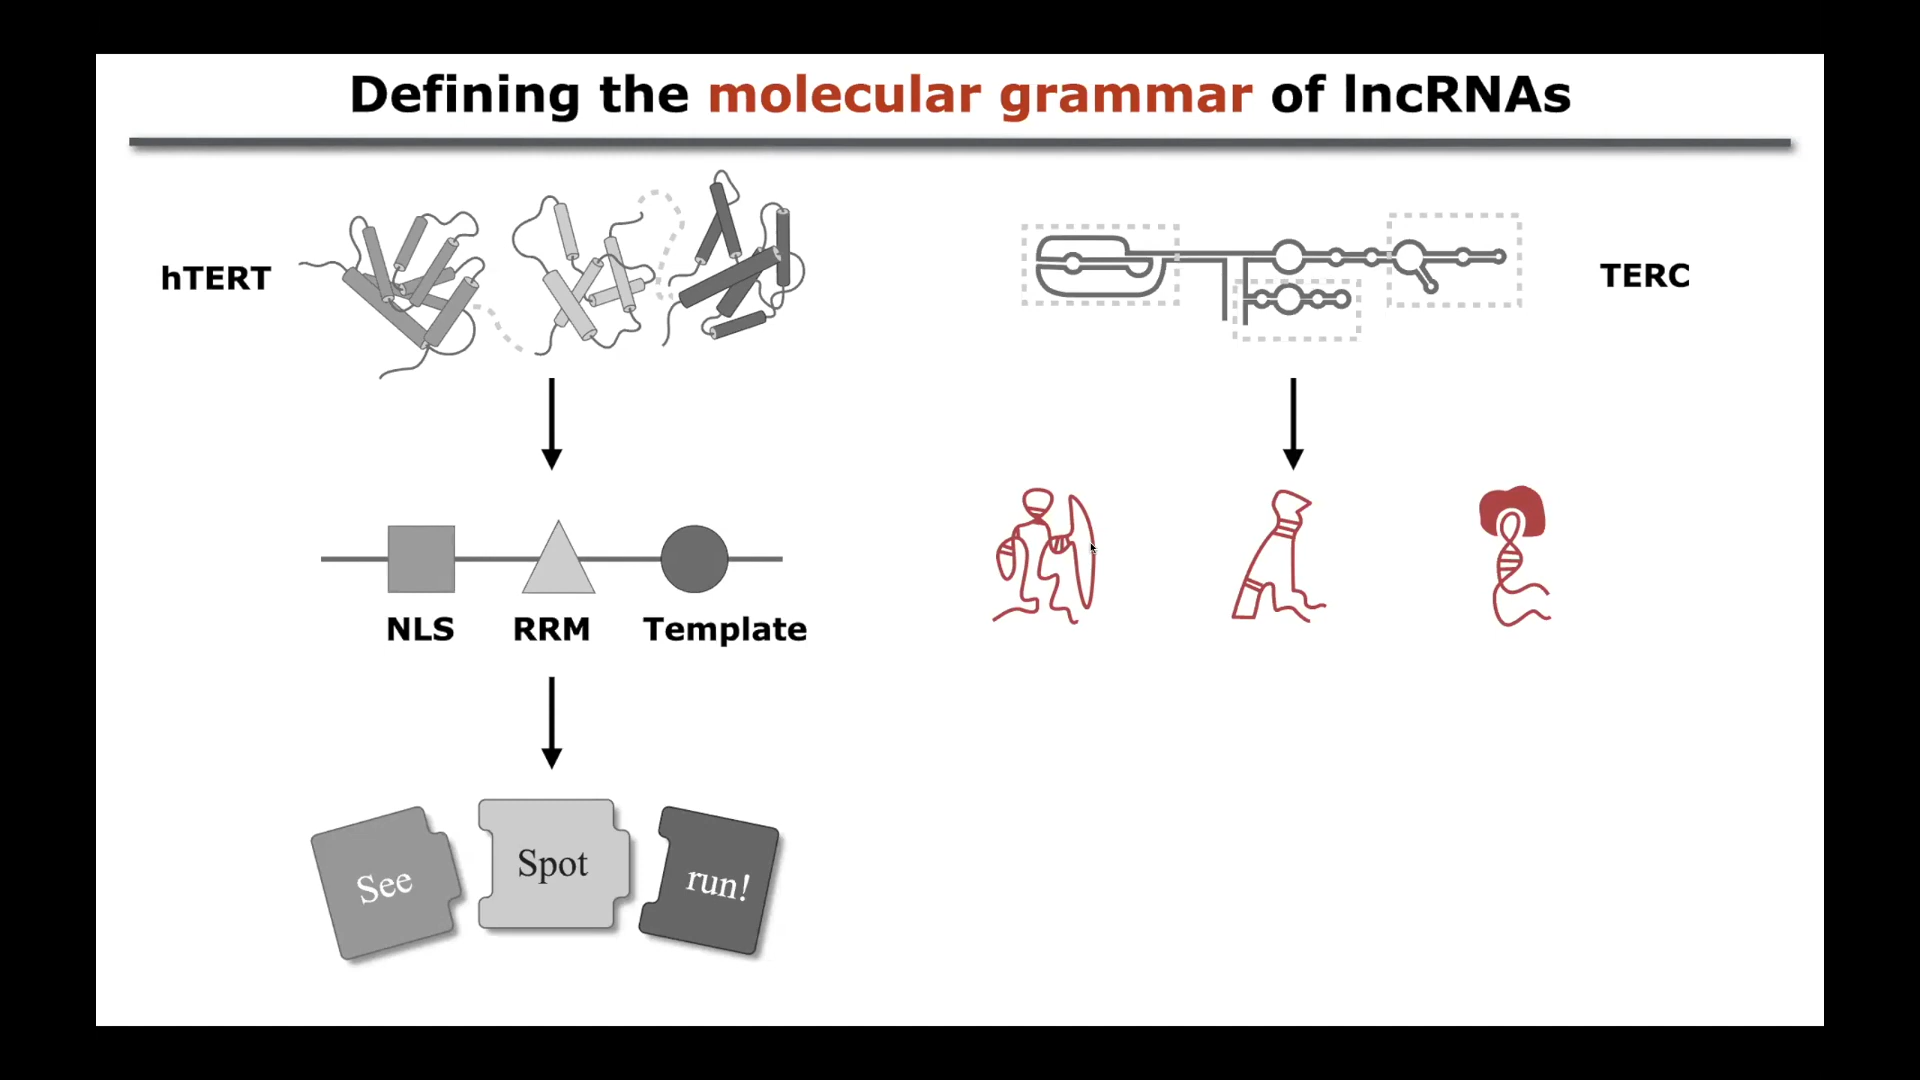 Defining the molecular grammar of lncRNAs
hTERT
TERC
NLS RRM Template
See Spot run!